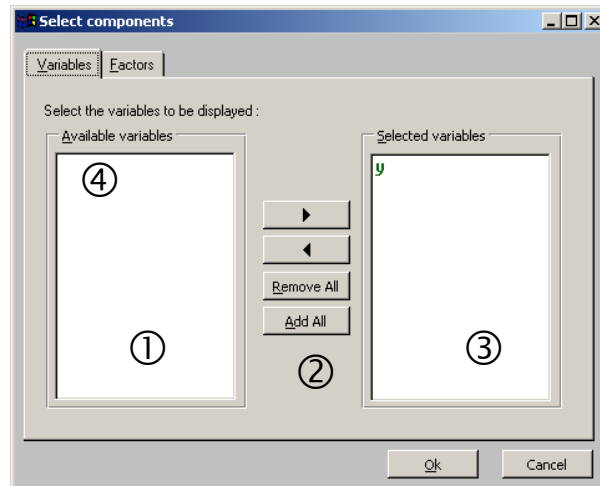 Select components
Variables Factors
Select the variables to be displayed :
Available variables
Selected variables
④
y
Remove All
Add All
①
②
③
Ok Cancel